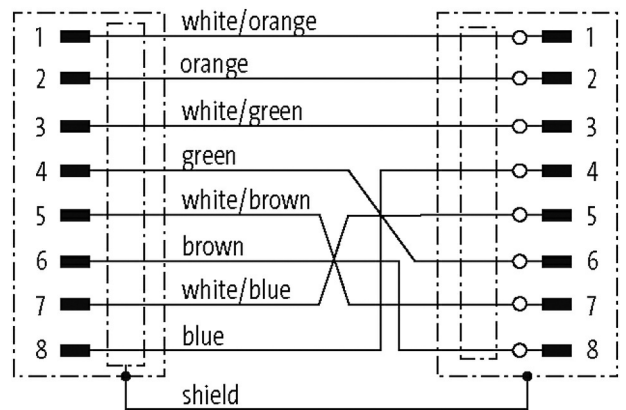 1 white/orange 1
2 orange 2
3 white/green 3
4 green 4
5 white/brown 5
6 brown 6
7 white/blue 7
8 blue 8
shield